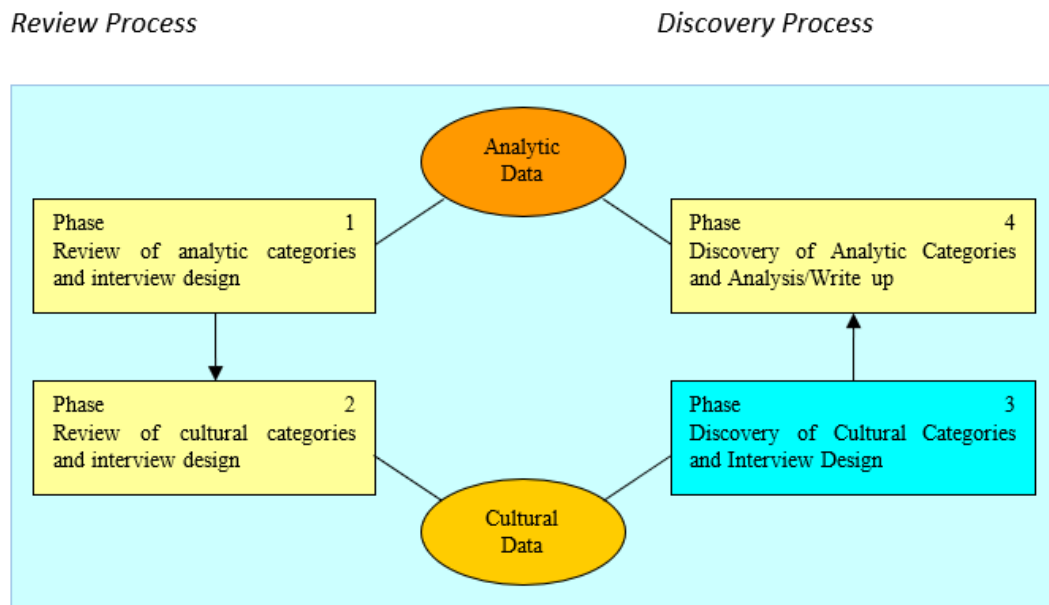 Review Process
Discovery Process
Analytic
Data
Phase 1
Review of analytic categories
and interview design
Phase 4
Discovery of Analytic Categories
and Analysis/Write up
Phase 2
Review of cultural categories
and interview design
Phase 3
Discovery of Cultural Categories
and Interview Design
Cultural
Data